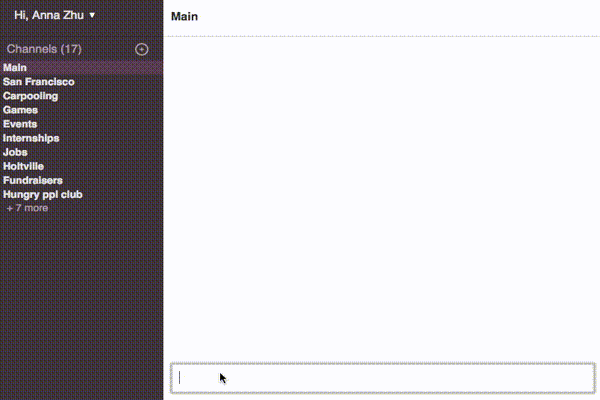 Hi, Anna Zhu ▼
Channels (17)
Main
San Francisco
Carpooling
Games
Events
Internships
Jobs
Holtville
Fundraisers
Hungry ppl club
+ 7 more
Main